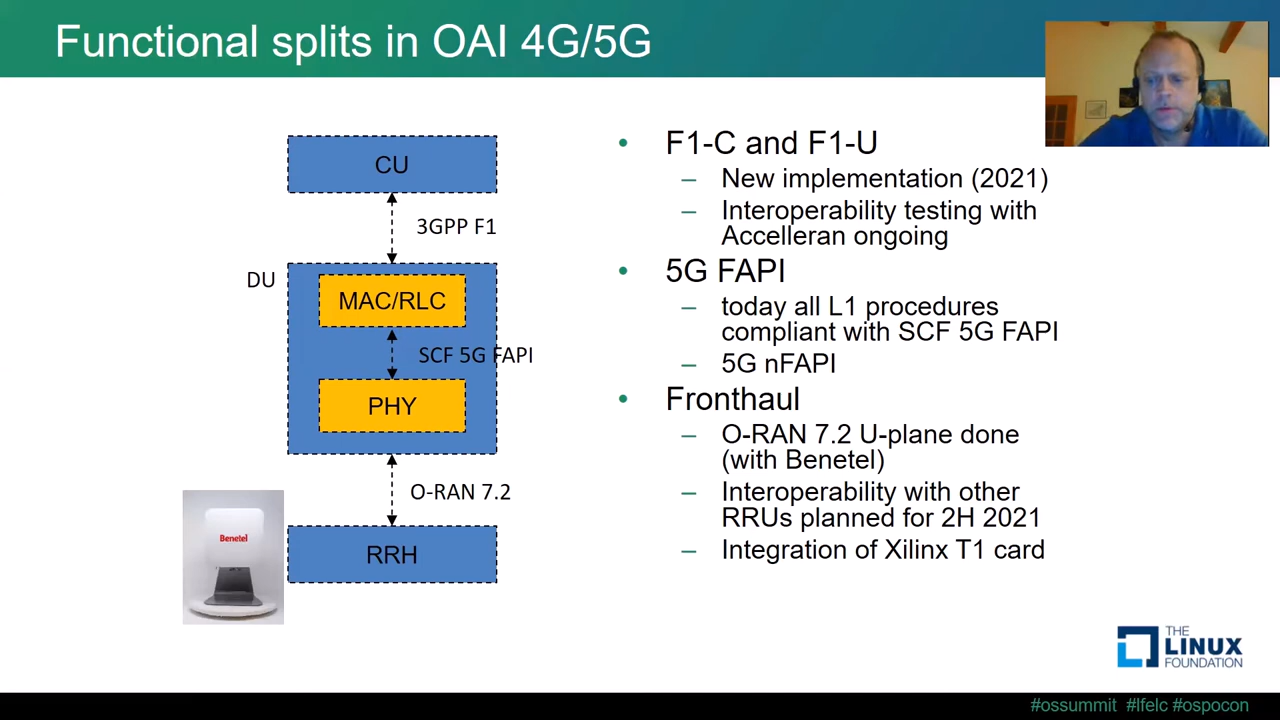 Functional splits in OAI 4G/5G
CU
3GPP F1
DU
MAC/RLC
SCF 5G FAPI
PHY
O-RAN 7.2
Benetel
RRH
• F1-C and F1-U
– New implementation (2021)
– Interoperability testing with
Accelleran ongoing
• 5G FAPI
– today all L1 procedures
compliant with SCF 5G FAPI
– 5G nFAPI
• Fronthaul
– O-RAN 7.2 U-plane done
(with Benetel)
– Interoperability with other
RRUs planned for 2H 2021
– Integration of Xilinx T1 card
THE
LINUX
FOUNDATION
#ossummit #lfelc #ospocon